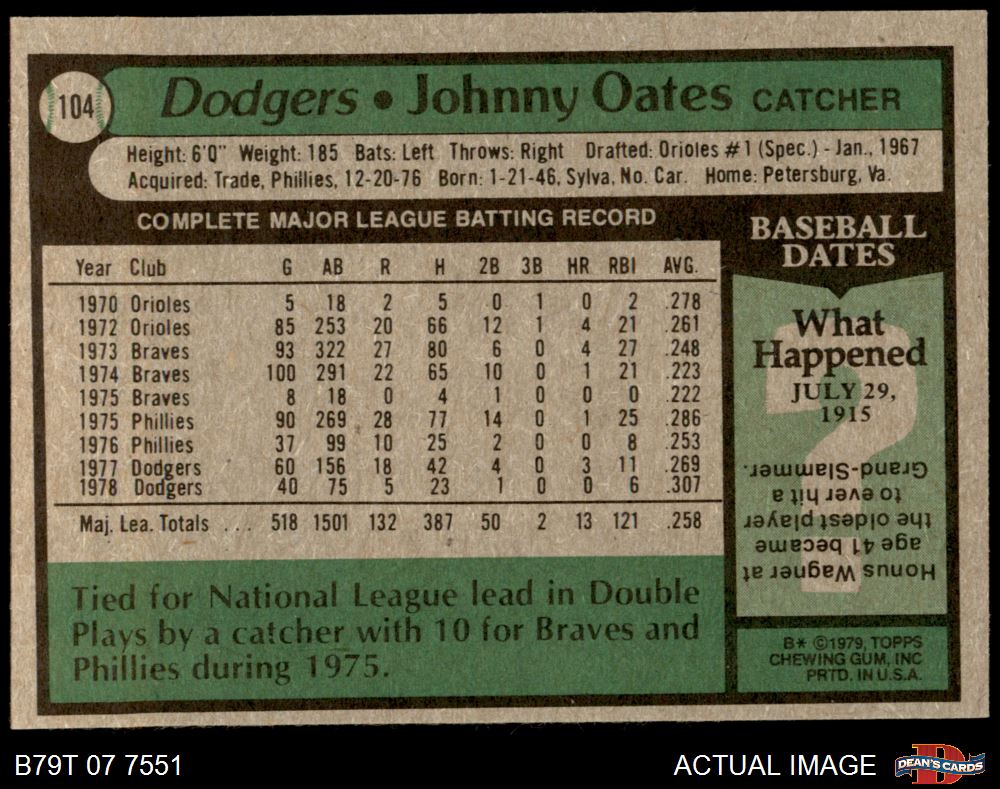 104
Dodgers • Johnny Oates CATCHER
Height: 6'0" Weight: 185 Bats: Left Throws: Right Drafted: Orioles #1 (Spec.) - Jan., 1967
Acquired: Trade, Phillies, 12-20-76 Born: 1-21-46, Sylva, No. Car. Home: Petersburg, Va.
COMPLETE MAJOR LEAGUE BATTING RECORD
Year Club G AB R H 2B 3B HR RBI AVG.
1970 Orioles 5 18 2 5 0 1 0 2 .278
1972 Orioles 85 253 20 66 12 1 4 21 .261
1973 Braves 93 322 27 80 6 0 4 27 .248
1974 Braves 100 291 22 65 10 0 1 21 .223
1975 Braves 8 18 0 4 1 0 0 0 .222
1975 Phillies 90 269 28 77 14 0 1 25 .286
1976 Phillies 37 99 10 25 2 0 0 8 .253
1977 Dodgers 60 156 18 42 4 0 3 11 .269
1978 Dodgers 40 75 5 23 1 0 0 6 .307
Maj. Lea. Totals ... 518 1501 132 387 50 2 13 121 .258
Tied for National League lead in Double
Plays by a catcher with 10 for Braves and
Phillies during 1975.
BASEBALL
DATES
What
Happened
JULY 29,
1915
Honus Wagner at
age 41 became
the oldest player
to ever hit a
Grand-Slammer.
B* ©1979, TOPPS
CHEWING GUM, INC
PRTD. IN U.S.A.
B79T 07 7551
ACTUAL IMAGE
DEAN'S CARDS